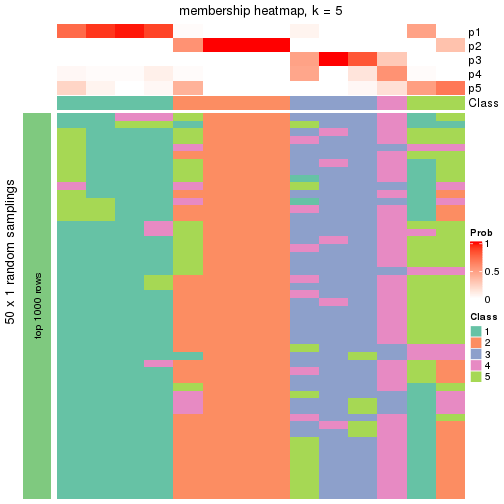 membership heatmap, k = 5
p1
p2
p3
p4
p5
Class
50 x 1 random samplings
top 1000 rows
Prob
1
0.5
0
Class
1
2
3
4
5